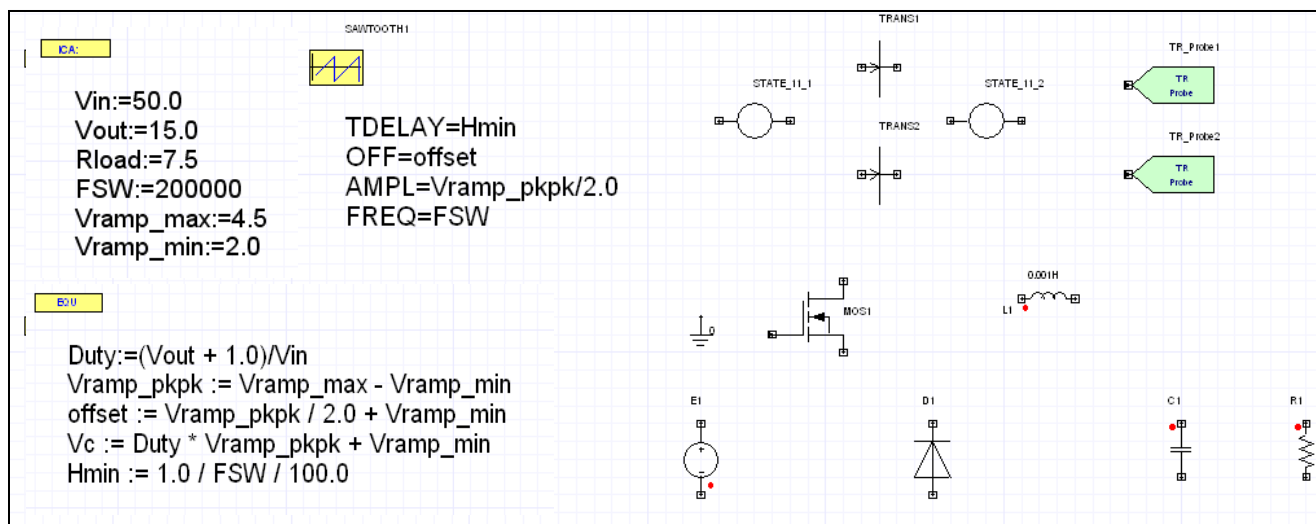 ICA:
Vin:=50.0
Vout:=15.0
Rload:=7.5
FSW:=200000
Vramp_max:=4.5
Vramp_min:=2.0
SAWTOOTH1
TDELAY=Hmin
OFF=offset
AMPL=Vramp_pkpk/2.0
FREQ=FSW
TRANS1
STATE_11_1
STATE_11_2
TRANS2
TR_Probe1
TR
Probe
TR_Probe2
TR
Probe
EQU
Duty:=(Vout + 1.0)/Vin
Vramp_pkpk := Vramp_max - Vramp_min
offset := Vramp_pkpk / 2.0 + Vramp_min
Vc := Duty * Vramp_pkpk + Vramp_min
Hmin := 1.0 / FSW / 100.0
0
MOS1
0.001H
L1
E1
D1
C1
R1